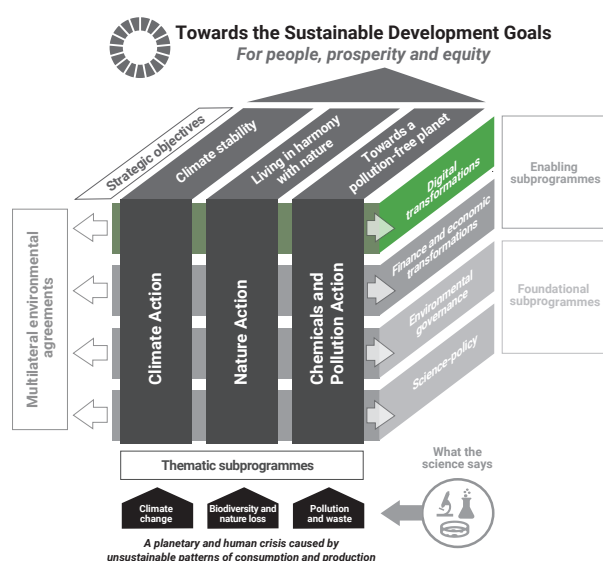 Towards the Sustainable Development Goals
For people, prosperity and equity
Strategic objectives
Climate stability
Living in harmony
with nature
Towards a
pollution-free planet
Digital
transformations
Finance and economic
transformations
Environmental
governance
Science-policy
Enabling
subprogrammes
Foundational
subprogrammes
Multilateral environmental
agreements
Climate Action
Nature Action
Chemicals and
Pollution Action
Thematic subprogrammes
Climate
change
Biodiversity and
nature loss
Pollution
and waste
What the
science says
A planetary and human crisis caused by
unsustainable patterns of consumption and production